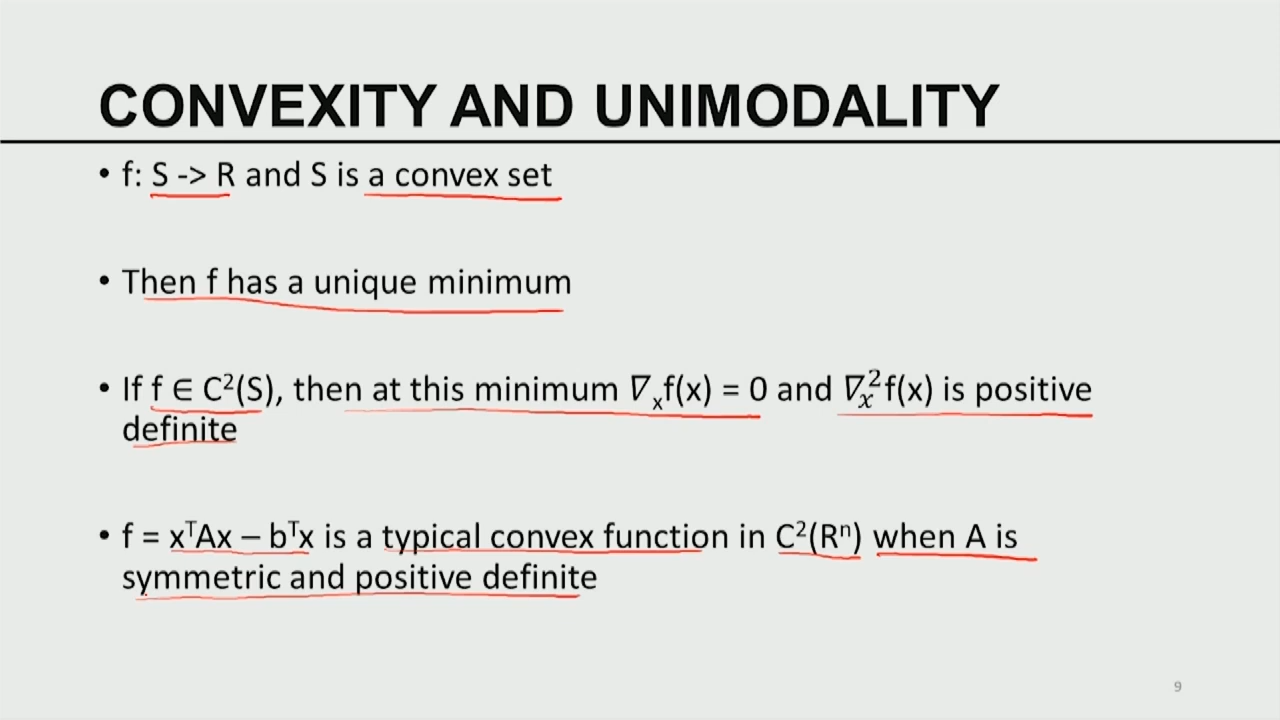 CONVEXITY AND UNIMODALITY
• f: S -> R and S is a convex set
• Then f has a unique minimum
• If f ∈ C²(S), then at this minimum ∇ₓf(x) = 0 and ∇²ₓf(x) is positive
definite
• f = xᵀAx – bᵀx is a typical convex function in C²(Rⁿ) when A is
symmetric and positive definite
9